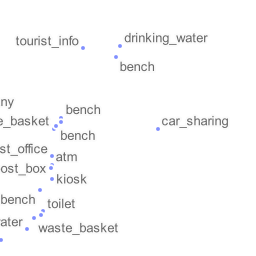 drinking_water
tourist_info
bench
ny
bench
e_basket
car_sharing
bench
st_office
atm
ost_box
kiosk
bench
toilet
ater
waste_basket